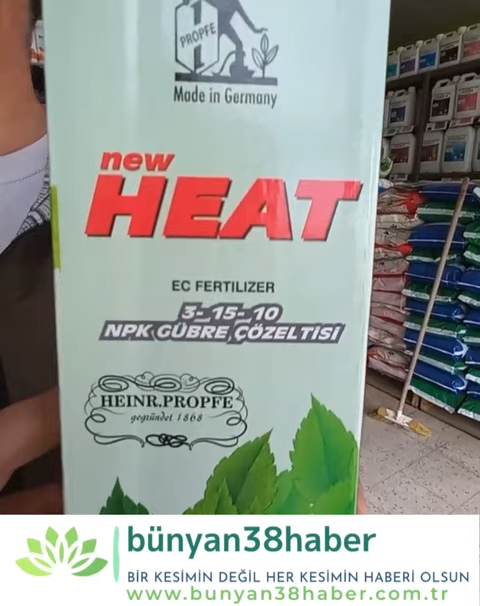 PROPFE
Made in Germany
new
HEAT
EC FERTILIZER
3-15-10
NPK GÜBRE ÇÖZELTİSİ
HEINR.PROPFE
gegründet 1868
bünyan38haber
BİR KESİMİN DEĞİL HER KESİMİN HABERİ OLSUN
www.bunyan38haber.com.tr